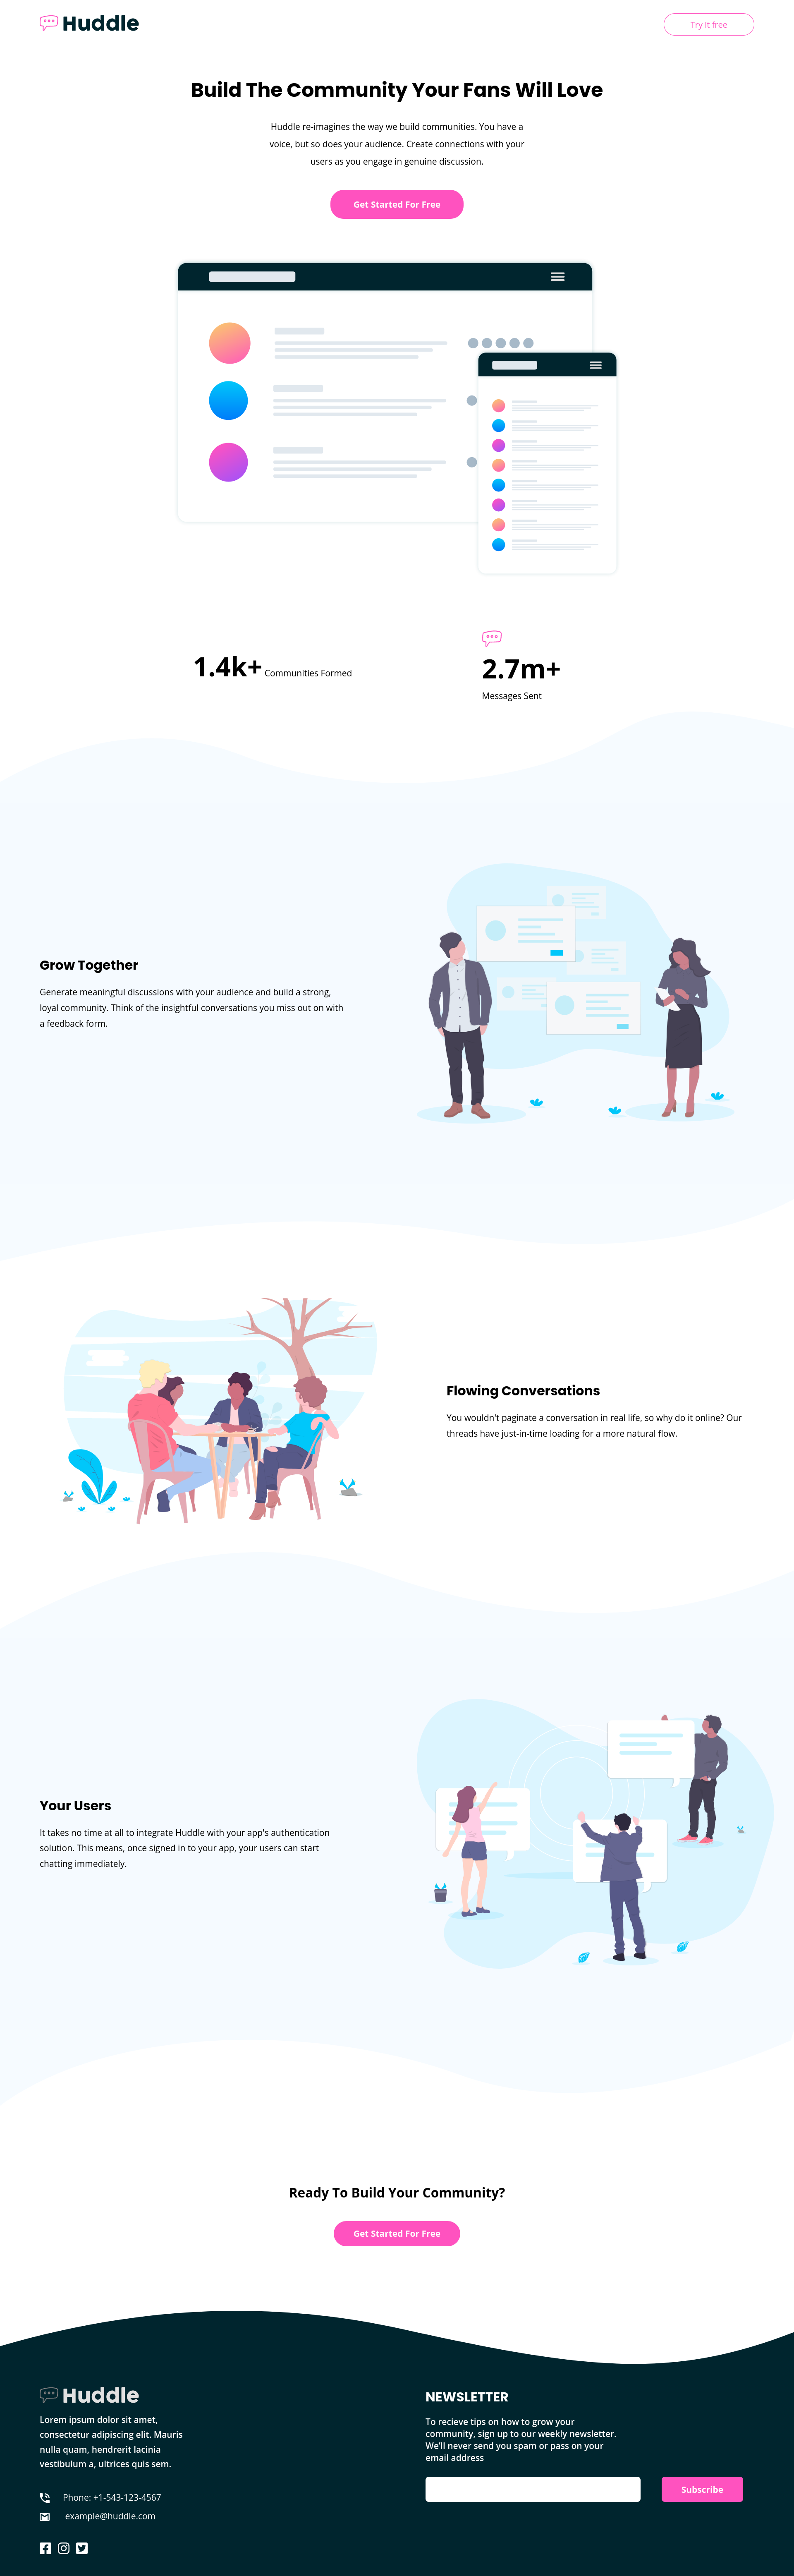 Huddle
Try it free
Build The Community Your Fans Will Love
Huddle re-imagines the way we build communities. You have a
voice, but so does your audience. Create connections with your
users as you engage in genuine discussion.
Get Started For Free
1.4k+ Communities Formed
2.7m+
Messages Sent
Grow Together
Generate meaningful discussions with your audience and build a strong,
loyal community. Think of the insightful conversations you miss out on with
a feedback form.
Flowing Conversations
You wouldn't paginate a conversation in real life, so why do it online? Our
threads have just-in-time loading for a more natural flow.
Your Users
It takes no time at all to integrate Huddle with your app's authentication
solution. This means, once signed in to your app, your users can start
chatting immediately.
Ready To Build Your Community?
Get Started For Free
Huddle
Lorem ipsum dolor sit amet,
consectetur adipiscing elit. Mauris
nulla quam, hendrerit lacinia
vestibulum a, ultrices quis sem.
Phone: +1-543-123-4567
example@huddle.com
NEWSLETTER
To recieve tips on how to grow your
community, sign up to our weekly newsletter.
We'll never send you spam or pass on your
email address
Subscribe